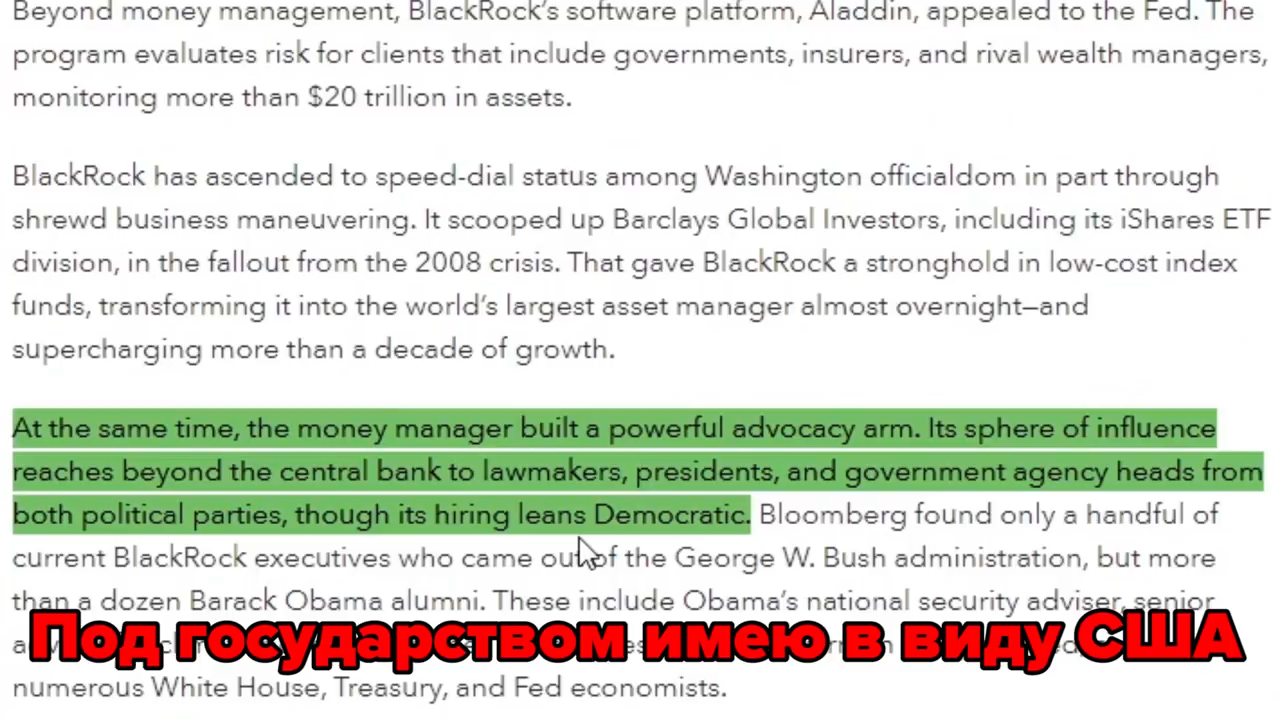 Beyond money management, BlackRock's software platform, Aladdin, appealed to the Fed. The
program evaluates risk for clients that include governments, insurers, and rival wealth managers,
monitoring more than $20 trillion in assets.
BlackRock has ascended to speed-dial status among Washington officialdom in part through
shrewd business maneuvering. It scooped up Barclays Global Investors, including its iShares ETF
division, in the fallout from the 2008 crisis. That gave BlackRock a stronghold in low-cost index
funds, transforming it into the world's largest asset manager almost overnight—and
supercharging more than a decade of growth.
At the same time, the money manager built a powerful advocacy arm. Its sphere of influence
reaches beyond the central bank to lawmakers, presidents, and government agency heads from
both political parties, though its hiring leans Democratic. Bloomberg found only a handful of
current BlackRock executives who came out of the George W. Bush administration, but more
than a dozen Barack Obama alumni. These include Obama's national security adviser, senior
Под государством имею в виду США
numerous White House, Treasury, and Fed economists.